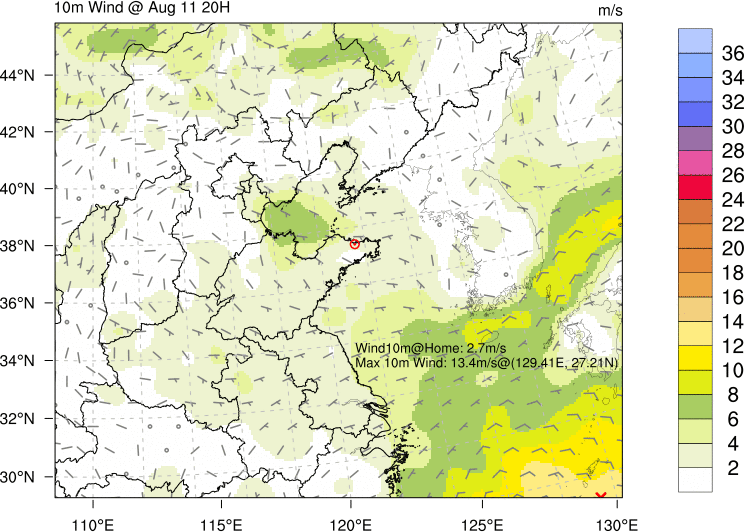 10m Wind @ Aug 11 20H
m/s
44°N
42°N
40°N
38°N
36°N
34°N
32°N
30°N
Wind10m@Home: 2.7m/s
Max 10m Wind: 13.4m/s@(129.41E, 27.21N)
110°E
115°E
120°E
125°E
130°E
36
34
32
30
28
26
24
22
20
18
16
14
12
10
8
6
4
2